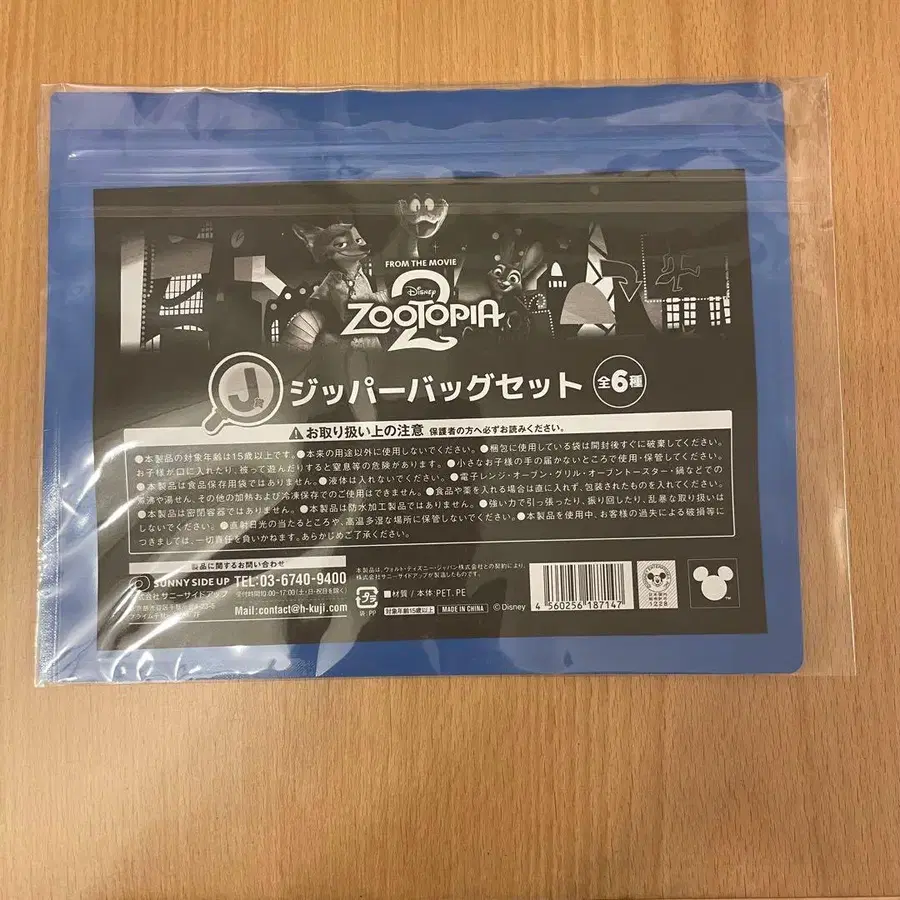 FROM THE MOVIE
Disney
ZOOTOPIA
2
J賞
ジッパーバッグセット
全6種
お取り扱い上の注意 保護者の方へ必ずお読みください。
●本製品の対象年齢は15歳以上です。●本来の用途以外に使用しないでください。●梱包に使用している袋は開封後すぐに破棄してください。
お子様が口に入れたり、被って遊んだりすると窒息等の危険があります。●小さなお子様の手の届かないところで使用・保管してください。
●本製品は食品保存用袋ではありません。●液体は入れないでください。●電子レンジ・オーブン・グリル・オーブントースター・鍋などでの
煮沸や湯せん、その他の加熱および冷凍保存でのご使用はできません。●食品や薬を入れる場合は直に入れず、包装されたものを入れてください。
●本製品は密閉容器ではありません。●本製品は防水加工製品ではありません。●強い力で引っ張ったり、振り回したり、乱暴な取り扱いは
しないでください。●直射日光の当たるところや、高温多湿な場所に保管しないでください。●本製品を使用中、お客様の過失による破損等に
つきましては、一切責任を負いかねます。あらかじめご了承ください。
製品に関するお問い合わせ
SUNNY SIDE UP
株式会社サニーサイドアップ
TEL:03-6740-9400
受付時間10:00-17:00(土・日・祝日を除く)
Mail:contact@h-kuji.com
本製品は、ウォルト・ディズニー・ジャパン株式会社との契約により、
株式会社サニーサイドアップが製造したものです。
プラ
袋:PP
■材質／本体:PET、PE
対象年齢15歳以上
MADE IN CHINA
© Disney
4 560256 187147
1228